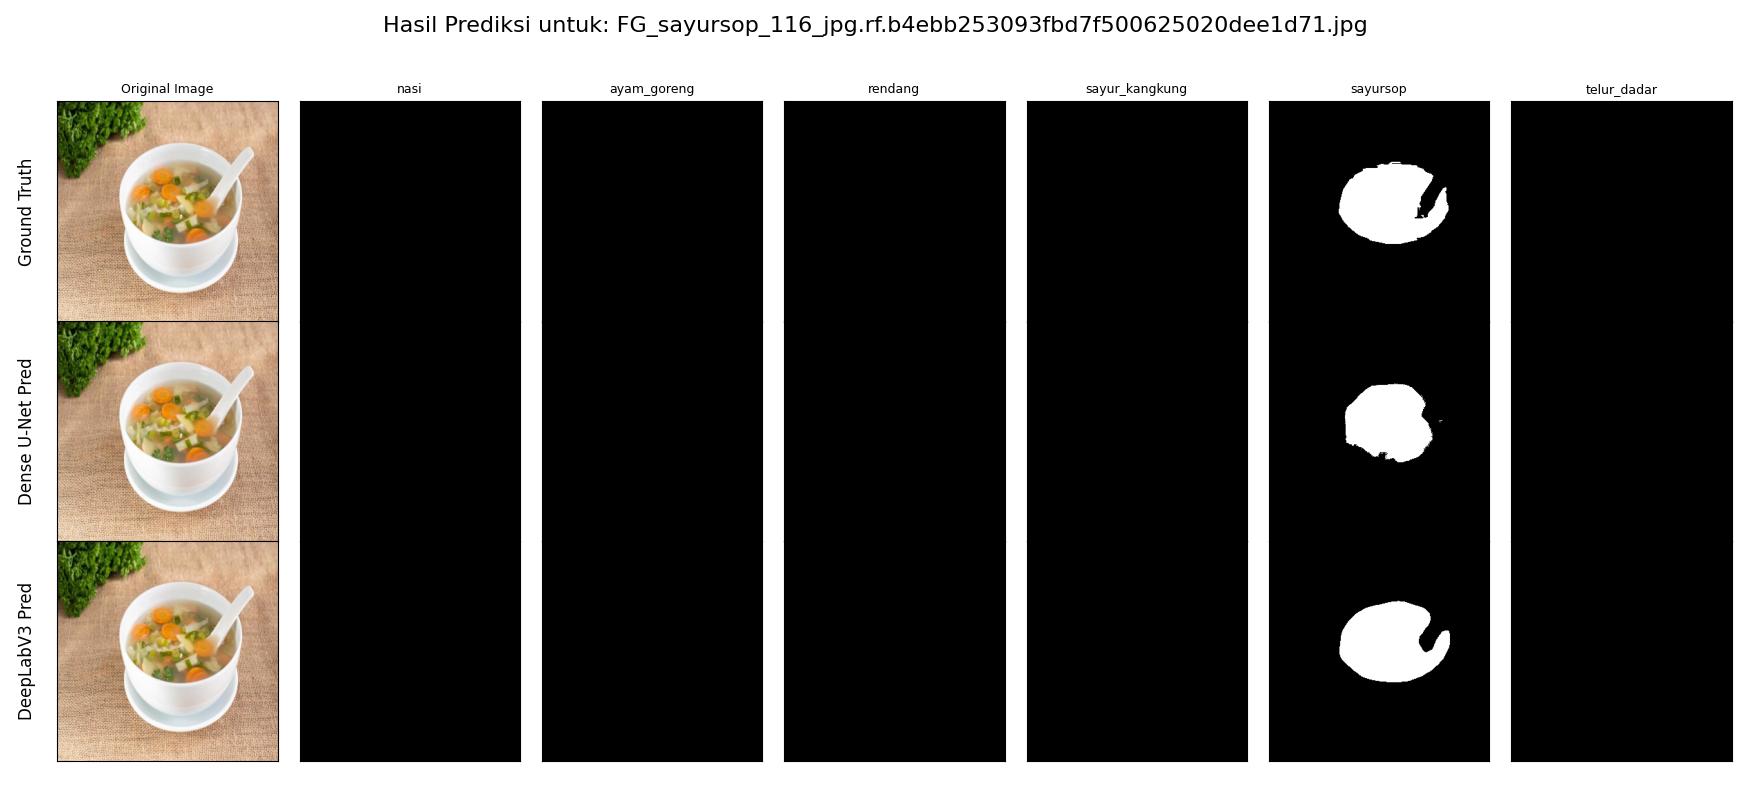 Hasil Prediksi untuk: FG_sayursop_116_jpg.rf.b4ebb253093fbd7f500625020dee1d71.jpg
Original Image nasi ayam_goreng rendang sayur_kangkung sayursop telur_dadar
Ground Truth
Dense U-Net Pred
DeepLabV3 Pred